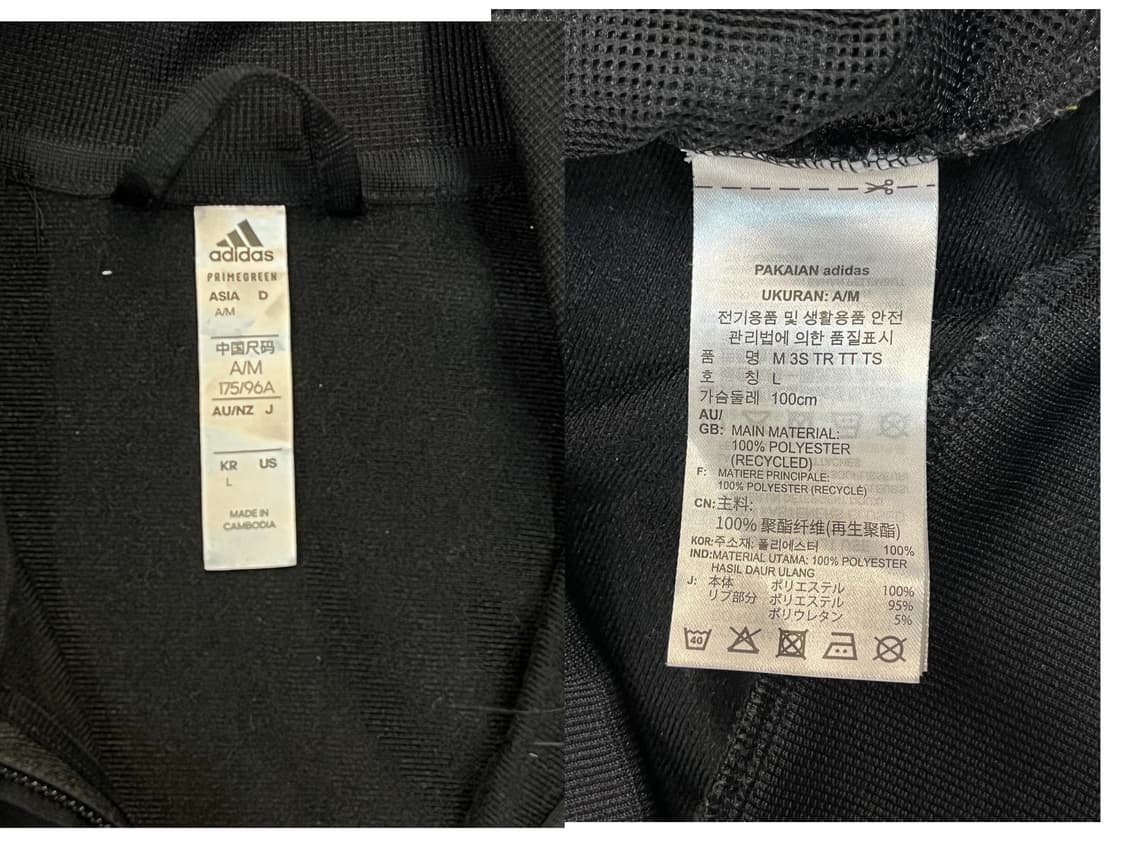 adidas
PRIMEGREEN
ASIA D
A/M
中国尺码
A/M
175/96A
AU/NZ J
KR US
L
MADE IN
CAMBODIA
PAKAIAN adidas
UKURAN: A/M
전기용품 및 생활용품 안전
관리법에 의한 품질표시
품 명 M 3S TR TT TS
호 칭 L
가슴둘레 100cm
AU/
GB: MAIN MATERIAL:
100% POLYESTER
(RECYCLED)
F: MATIERE PRINCIPALE:
100% POLYESTER (RECYCLÉ)
CN: 主料:
100% 聚酯纤维(再生聚酯)
KOR: 주소재: 폴리에스터 100%
IND: MATERIAL UTAMA: 100% POLYESTER
HASIL DAUR ULANG
J: 本体 ポリエステル 100%
リブ部分 ポリエステル 95%
ポリウレタン 5%
40